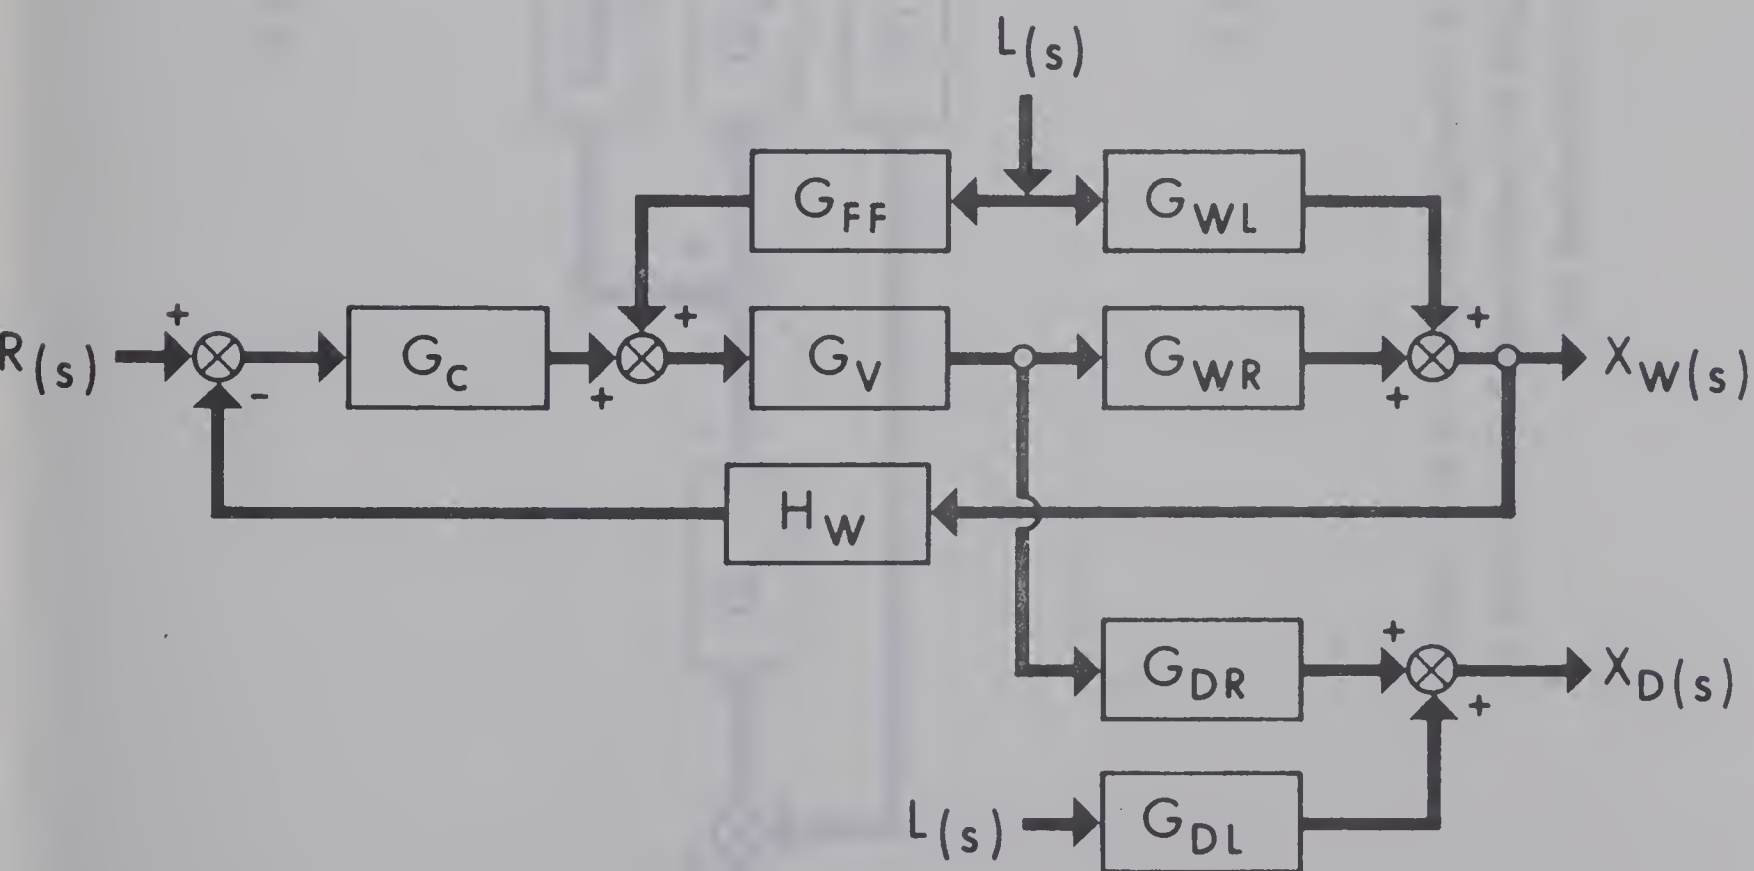 L(s)
G_FF G_WL
+ + +
R(s) G_C G_V G_WR X_W(s)
- + +
H_W
+
G_DR X_D(s)
+
L(s) G_DL